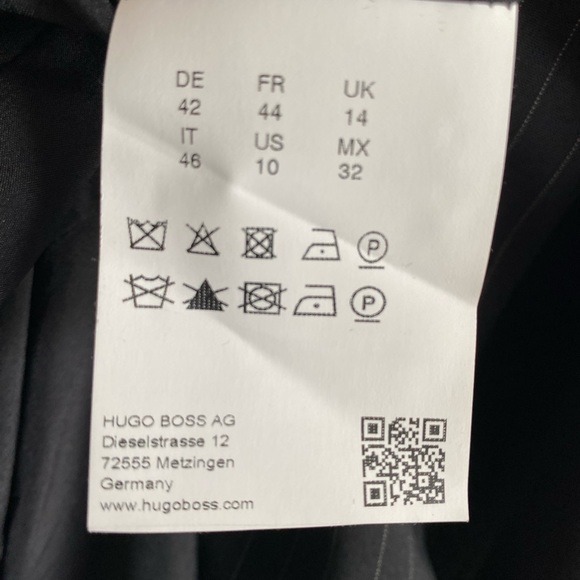 DE FR UK
42 44 14
IT US MX
46 10 32
P
P
HUGO BOSS AG
Dieselstrasse 12
72555 Metzingen
Germany
www.hugoboss.com